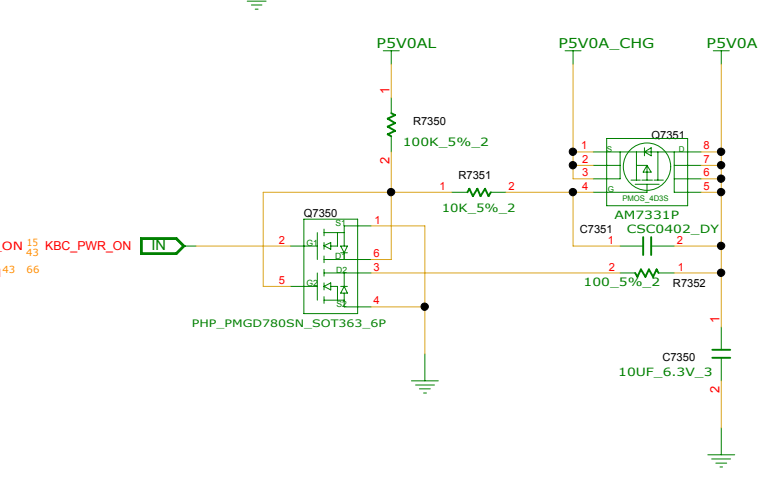 P5V0AL
P5V0A_CHG
P5V0A
1
R7350
100K_5%_2
2
Q7351
1 S D 8
2 7
3 6
4 G 5
PMOS_4D3S
AM7331P
R7351
1 2
10K_5%_2
C7351
CSC0402_DY
1 2
Q7350
S1 1
_ON 15 43 KBC_PWR_ON IN
2 G1
D1 6
43 66
D2 3
5 G2
S2 4
PHP_PMGD780SN_SOT363_6P
2 1
100_5%_2
R7352
1
C7350
10UF_6.3V_3
2